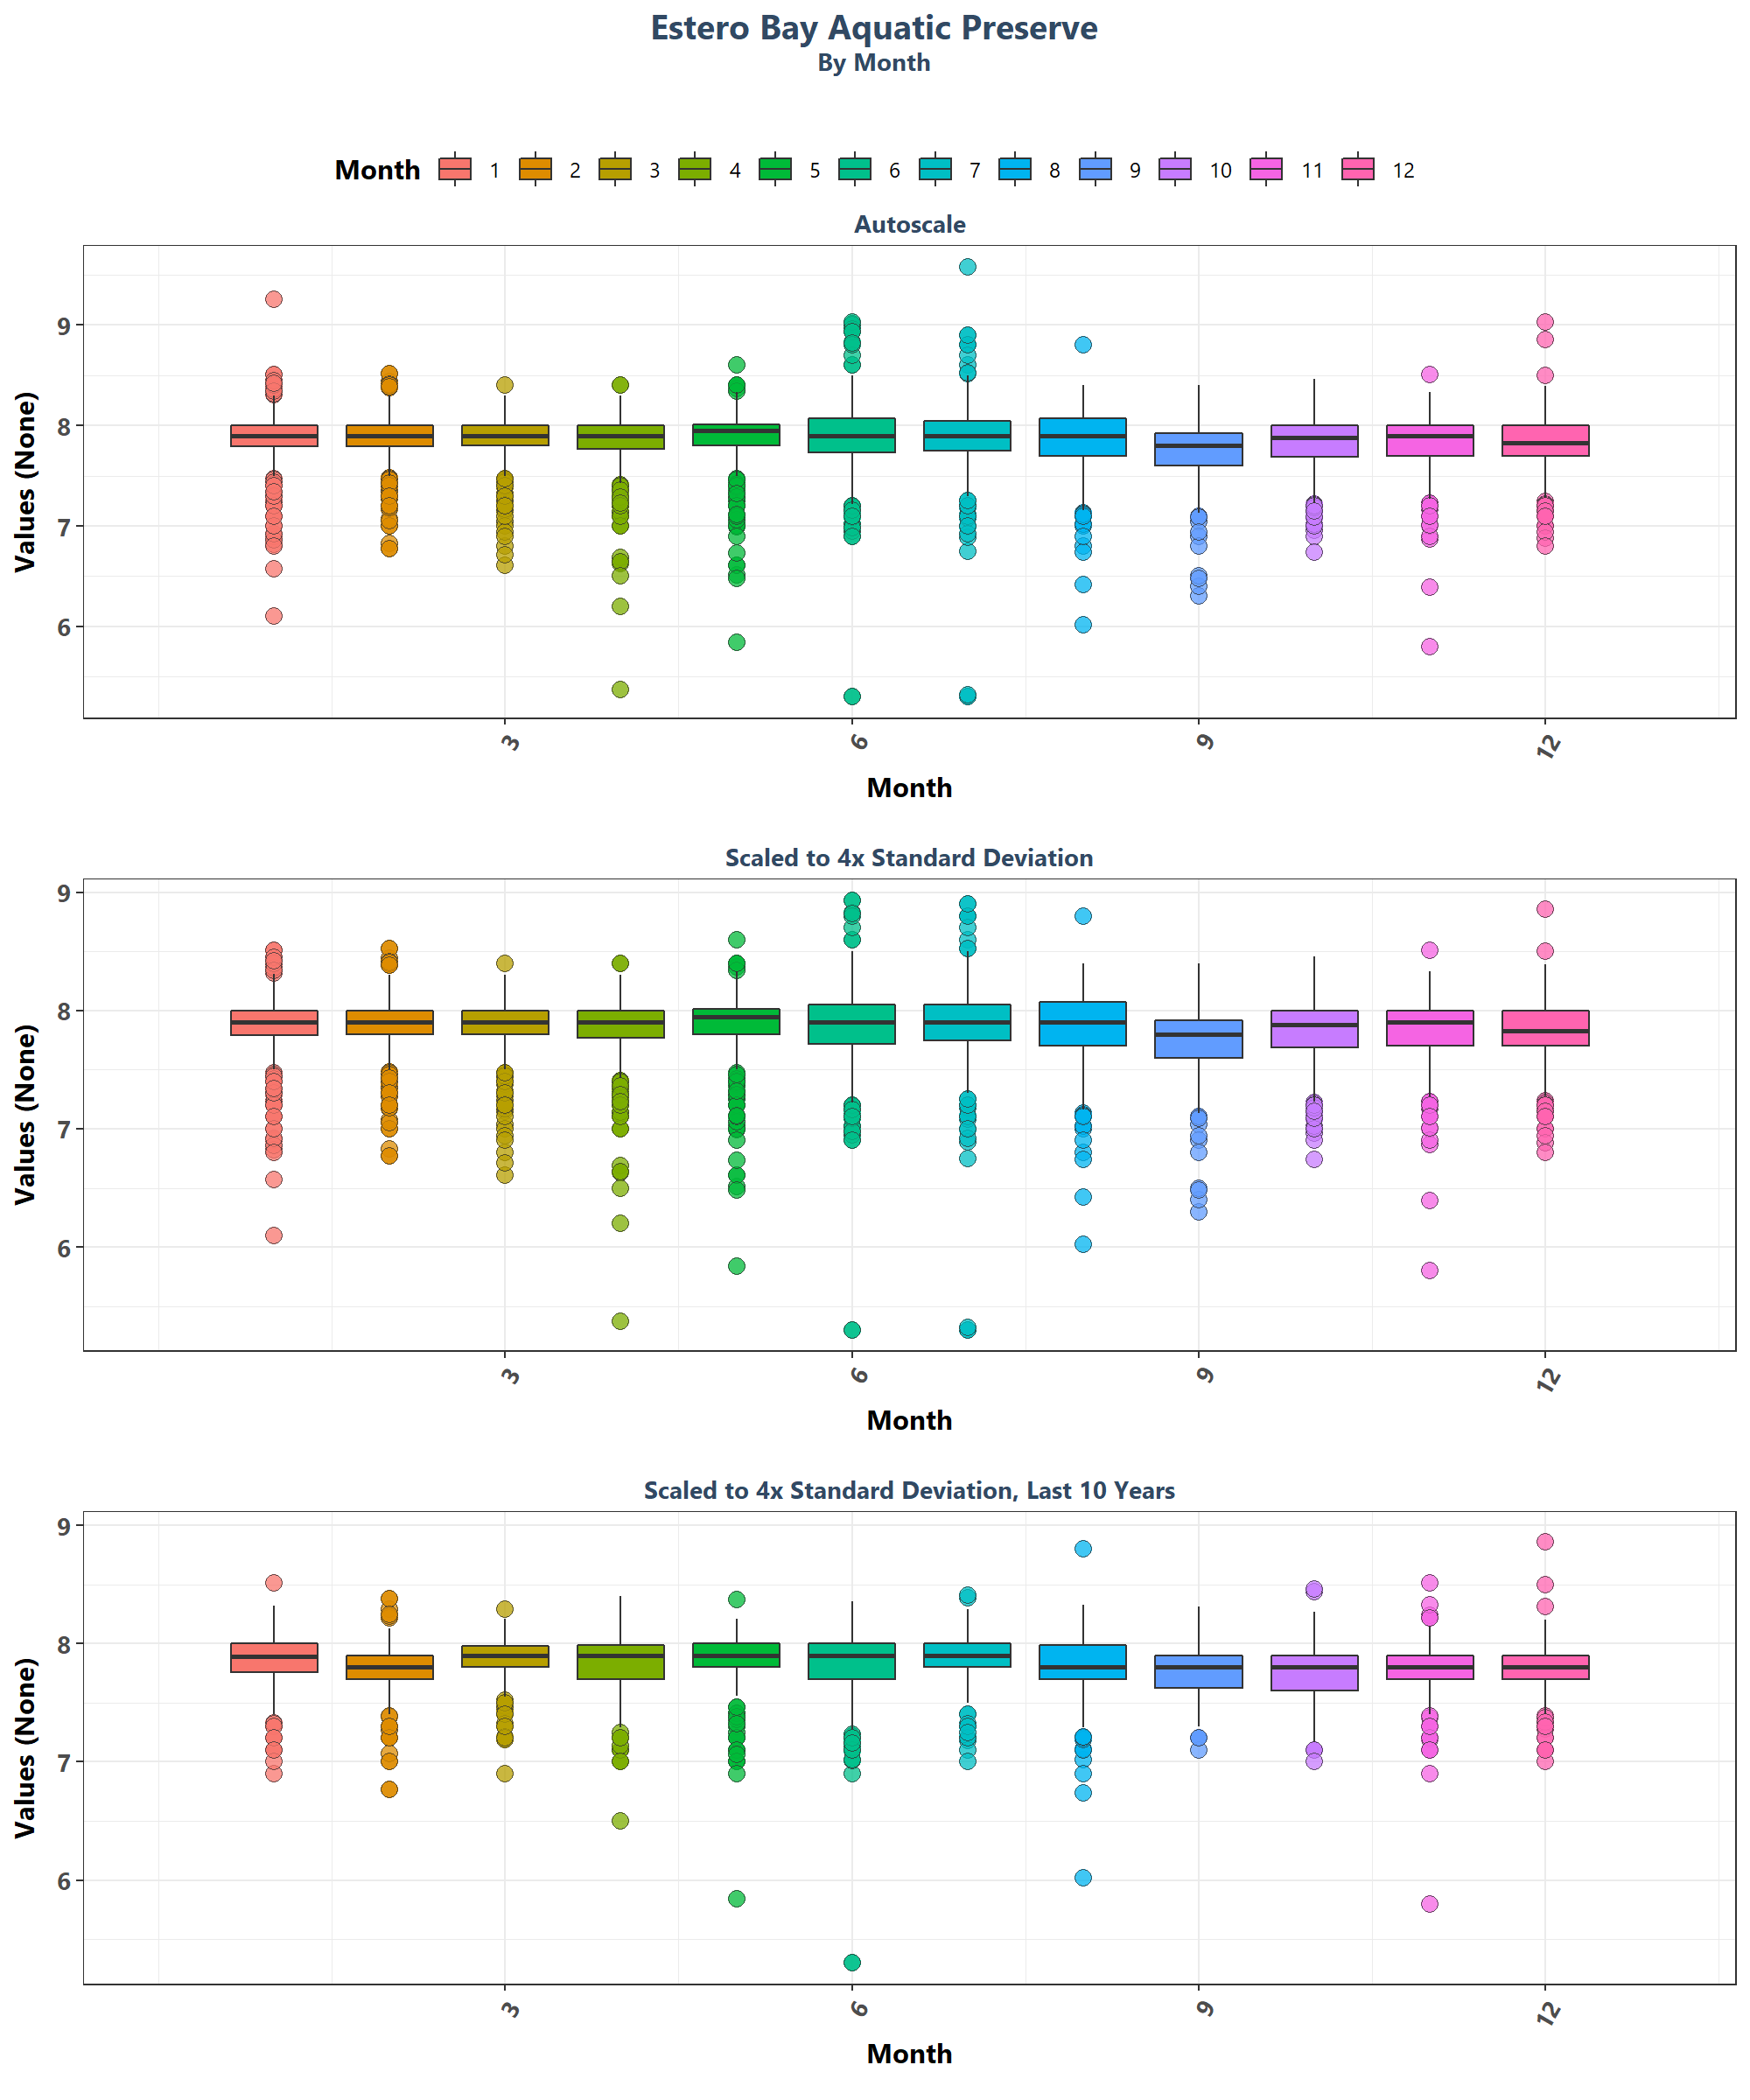 Estero Bay Aquatic Preserve
By Month
Month 1 2 3 4 5 6 7 8 9 10 11 12
Autoscale
Values (None)
9
8
7
6
3 6 9 12
Month
Scaled to 4x Standard Deviation
Values (None)
9
8
7
6
3 6 9 12
Month
Scaled to 4x Standard Deviation, Last 10 Years
Values (None)
9
8
7
6
3 6 9 12
Month